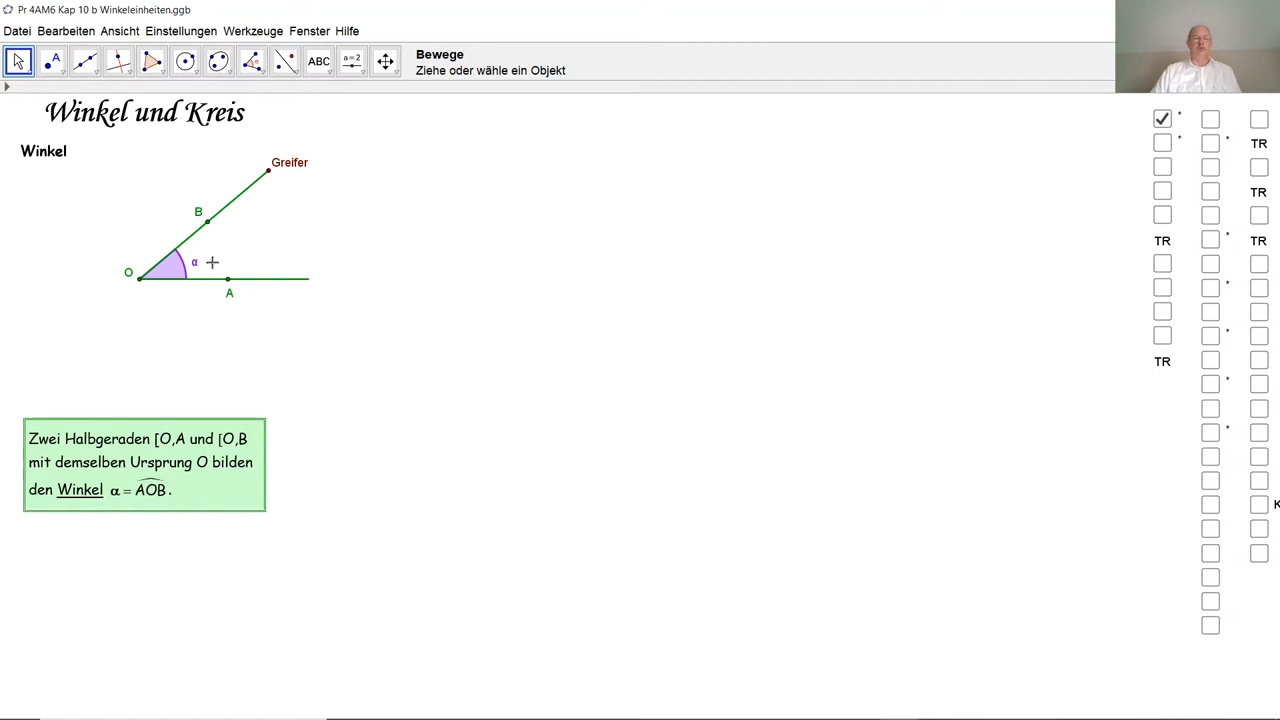 Pr 4AM6 Kap 10 b Winkeleinheiten.ggb
Datei Bearbeiten Ansicht Einstellungen Werkzeuge Fenster Hilfe
A
ABC
a=2
Bewege
Ziehe oder wähle ein Objekt
Winkel und Kreis
Winkel
Greifer
B
α
O
A
Zwei Halbgeraden [O,A und [O,B
mit demselben Ursprung O bilden
den Winkel α = AOB.
* *
* TR
TR
TR * TR
*
*
TR
*
*
K